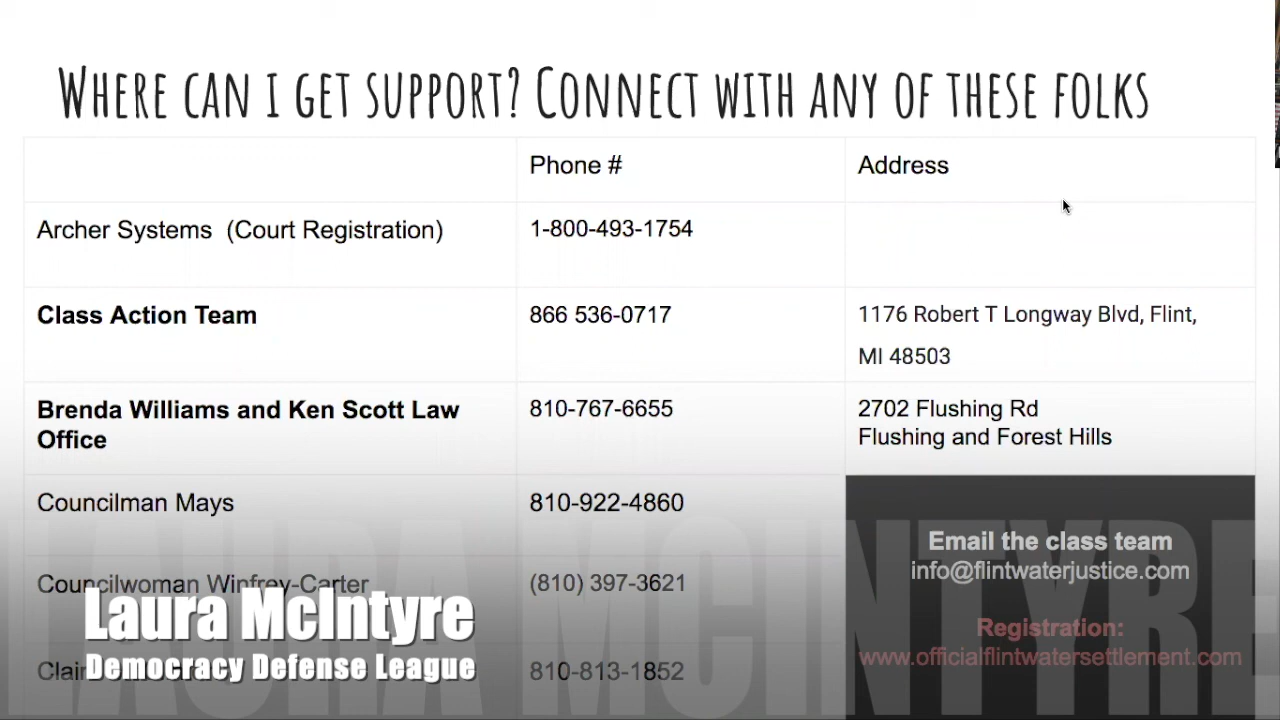 Where can I get support? Connect with any of these folks
Phone #
Address
Archer Systems (Court Registration)
1-800-493-1754
Class Action Team
866 536-0717
1176 Robert T Longway Blvd, Flint,
MI 48503
Brenda Williams and Ken Scott Law
Office
810-767-6655
2702 Flushing Rd
Flushing and Forest Hills
Councilman Mays
810-922-4860
Councilwoman Winfrey-Carter
(810) 397-3621
810-813-1852
Email the class team
info@flintwaterjustice.com
Registration:
www.officialflintwatersettlement.com
Laura McIntyre
Democracy Defense League
LAURA MCINTYRE